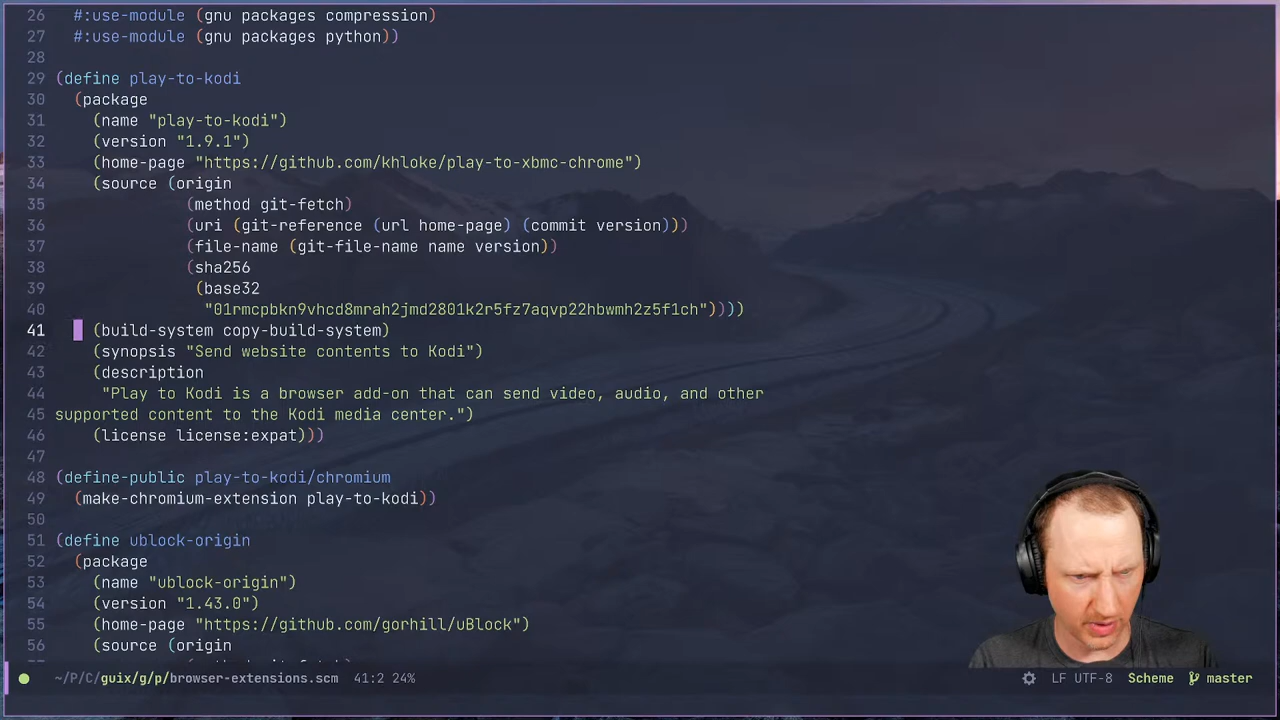 26 #:use-module (gnu packages compression)
27 #:use-module (gnu packages python))
28
29 (define play-to-kodi
30 (package
31 (name "play-to-kodi")
32 (version "1.9.1")
33 (home-page "https://github.com/khloke/play-to-xbmc-chrome")
34 (source (origin
35 (method git-fetch)
36 (uri (git-reference (url home-page) (commit version)))
37 (file-name (git-file-name name version))
38 (sha256
39 (base32
40 "01rmcpbkn9vhcd8mrah2jmd2801k2r5fz7aqvp22hbwmh2z5f1ch"))))
41 (build-system copy-build-system)
42 (synopsis "Send website contents to Kodi")
43 (description
44 "Play to Kodi is a browser add-on that can send video, audio, and other
45 supported content to the Kodi media center.")
46 (license license:expat)))
47
48 (define-public play-to-kodi/chromium
49 (make-chromium-extension play-to-kodi))
50
51 (define ublock-origin
52 (package
53 (name "ublock-origin")
54 (version "1.43.0")
55 (home-page "https://github.com/gorhill/uBlock")
56 (source (origin
~/P/C/guix/g/p/browser-extensions.scm 41:2 24% LF UTF-8 Scheme master